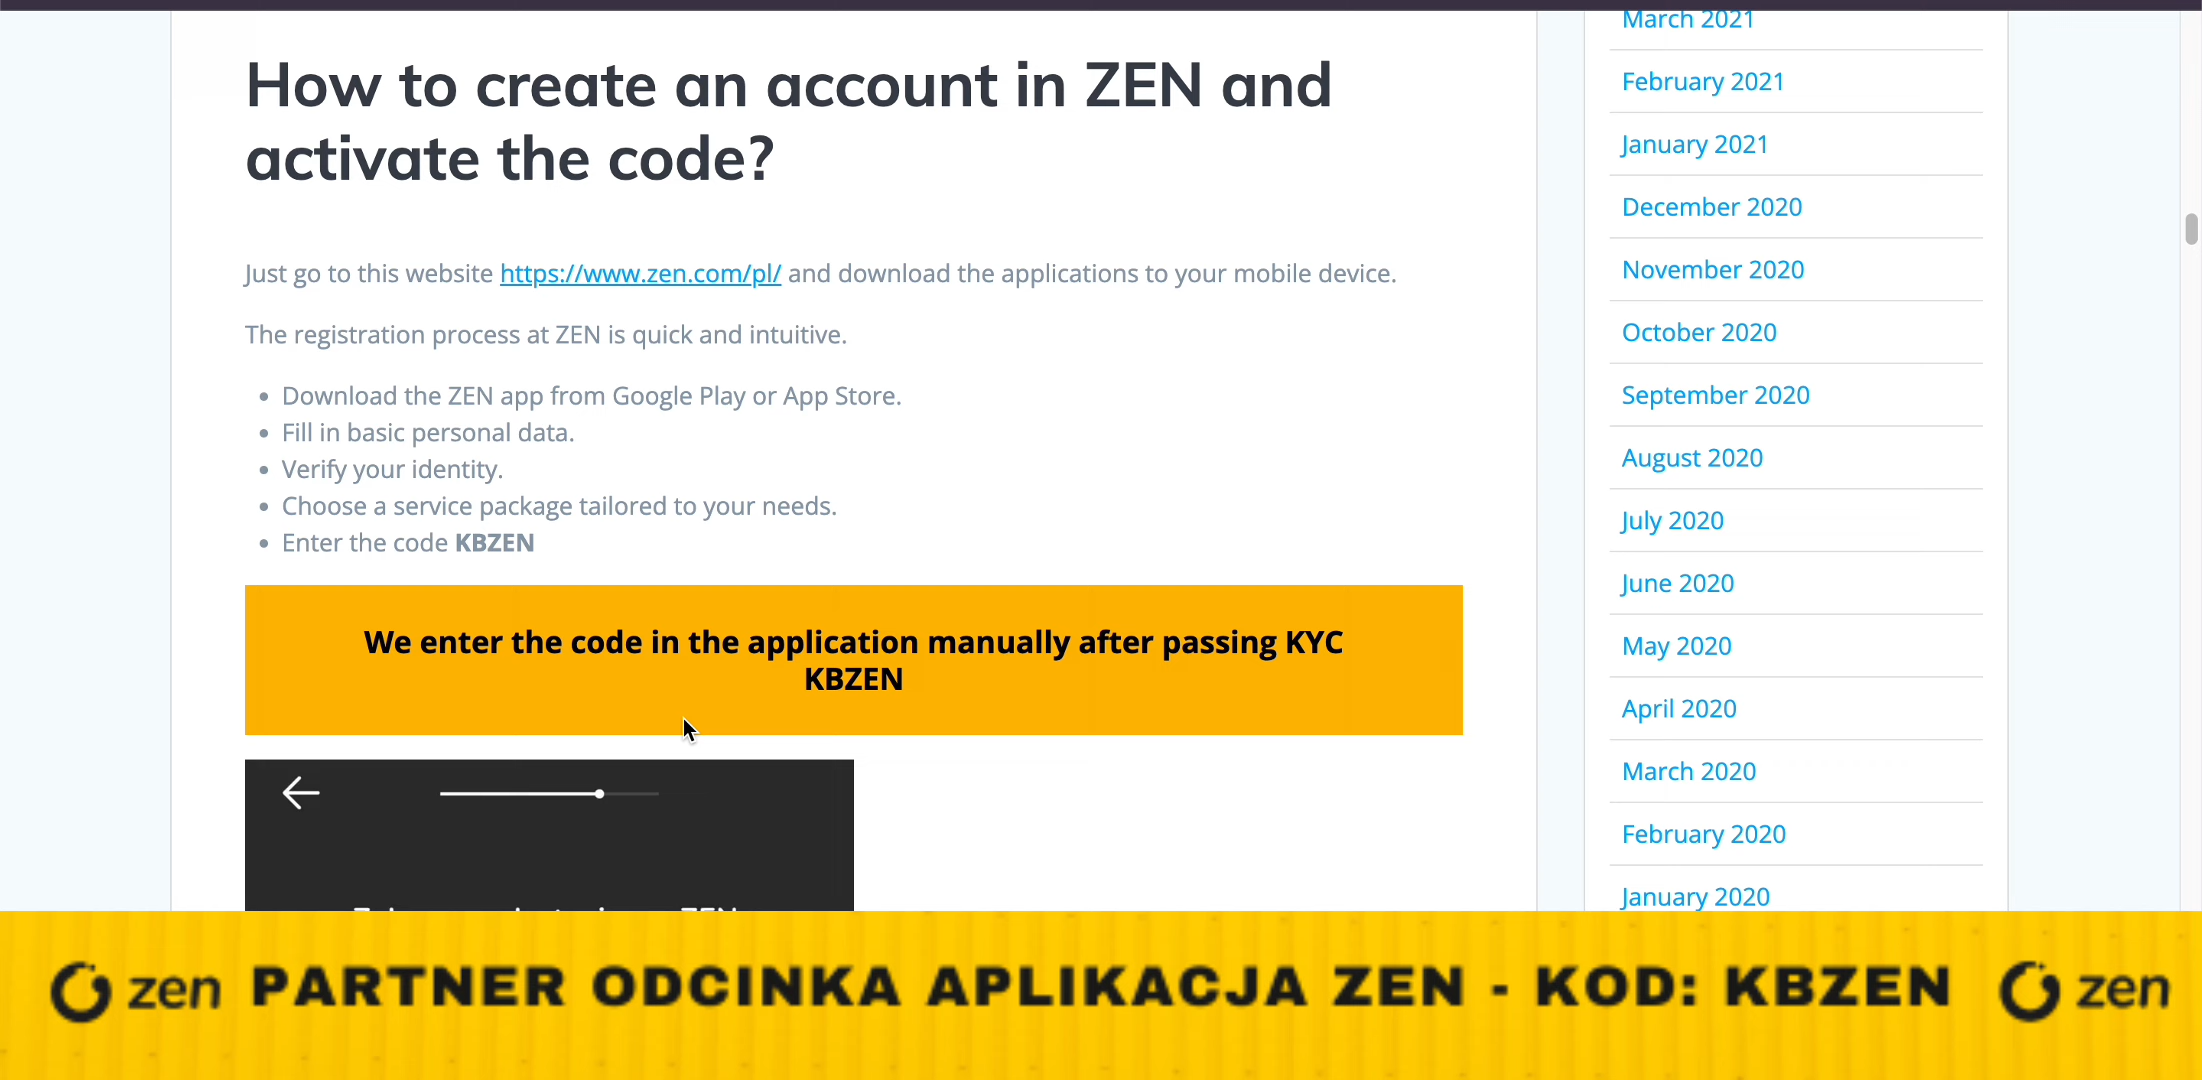 How to create an account in ZEN and
activate the code?
Just go to this website https://www.zen.com/pl/ and download the applications to your mobile device.
The registration process at ZEN is quick and intuitive.
Download the ZEN app from Google Play or App Store.
Fill in basic personal data.
Verify your identity.
Choose a service package tailored to your needs.
Enter the code KBZEN
We enter the code in the application manually after passing KYC
KBZEN
March 2021
February 2021
January 2021
December 2020
November 2020
October 2020
September 2020
August 2020
July 2020
June 2020
May 2020
April 2020
March 2020
February 2020
January 2020
zen PARTNER ODCINKA APLIKACJA ZEN - KOD: KBZEN zen